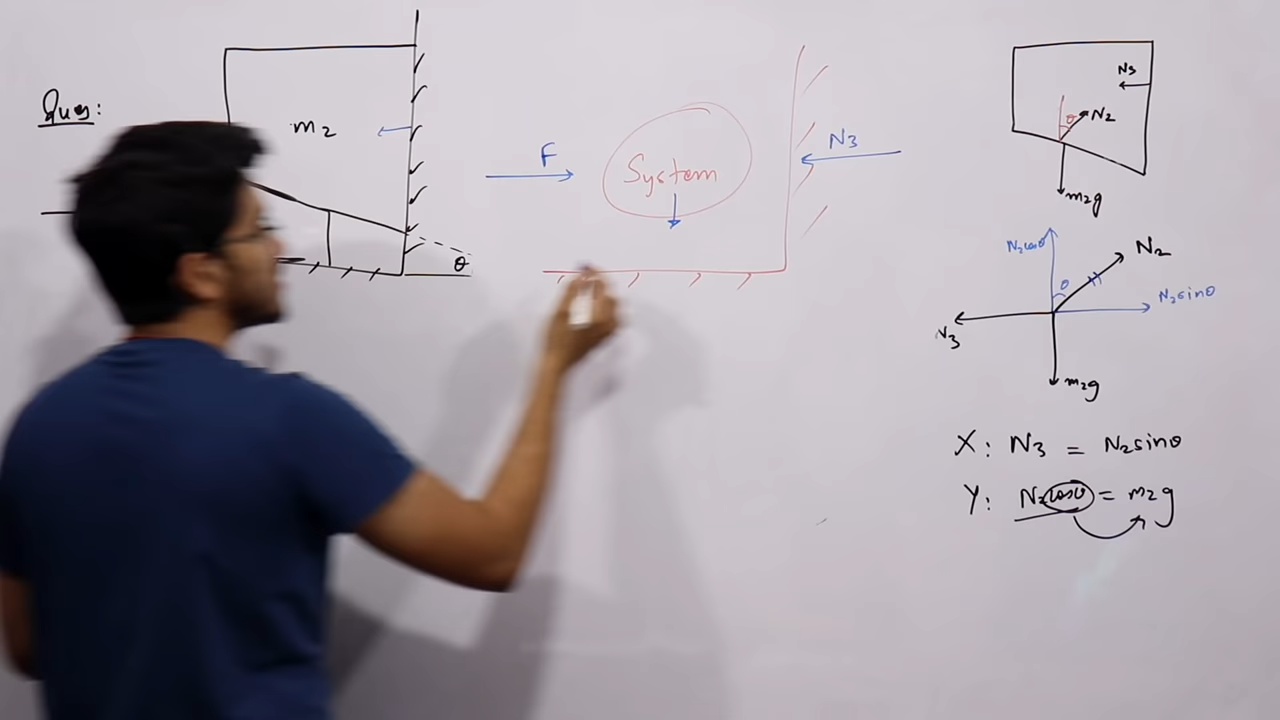 Ques:
m2
θ
F
System
N3
N3
θ
N2
m2g
N2cosθ
N2
θ
N2sinθ
N3
m2g
X: N3 = N2sinθ
Y: N2cosθ = m2g